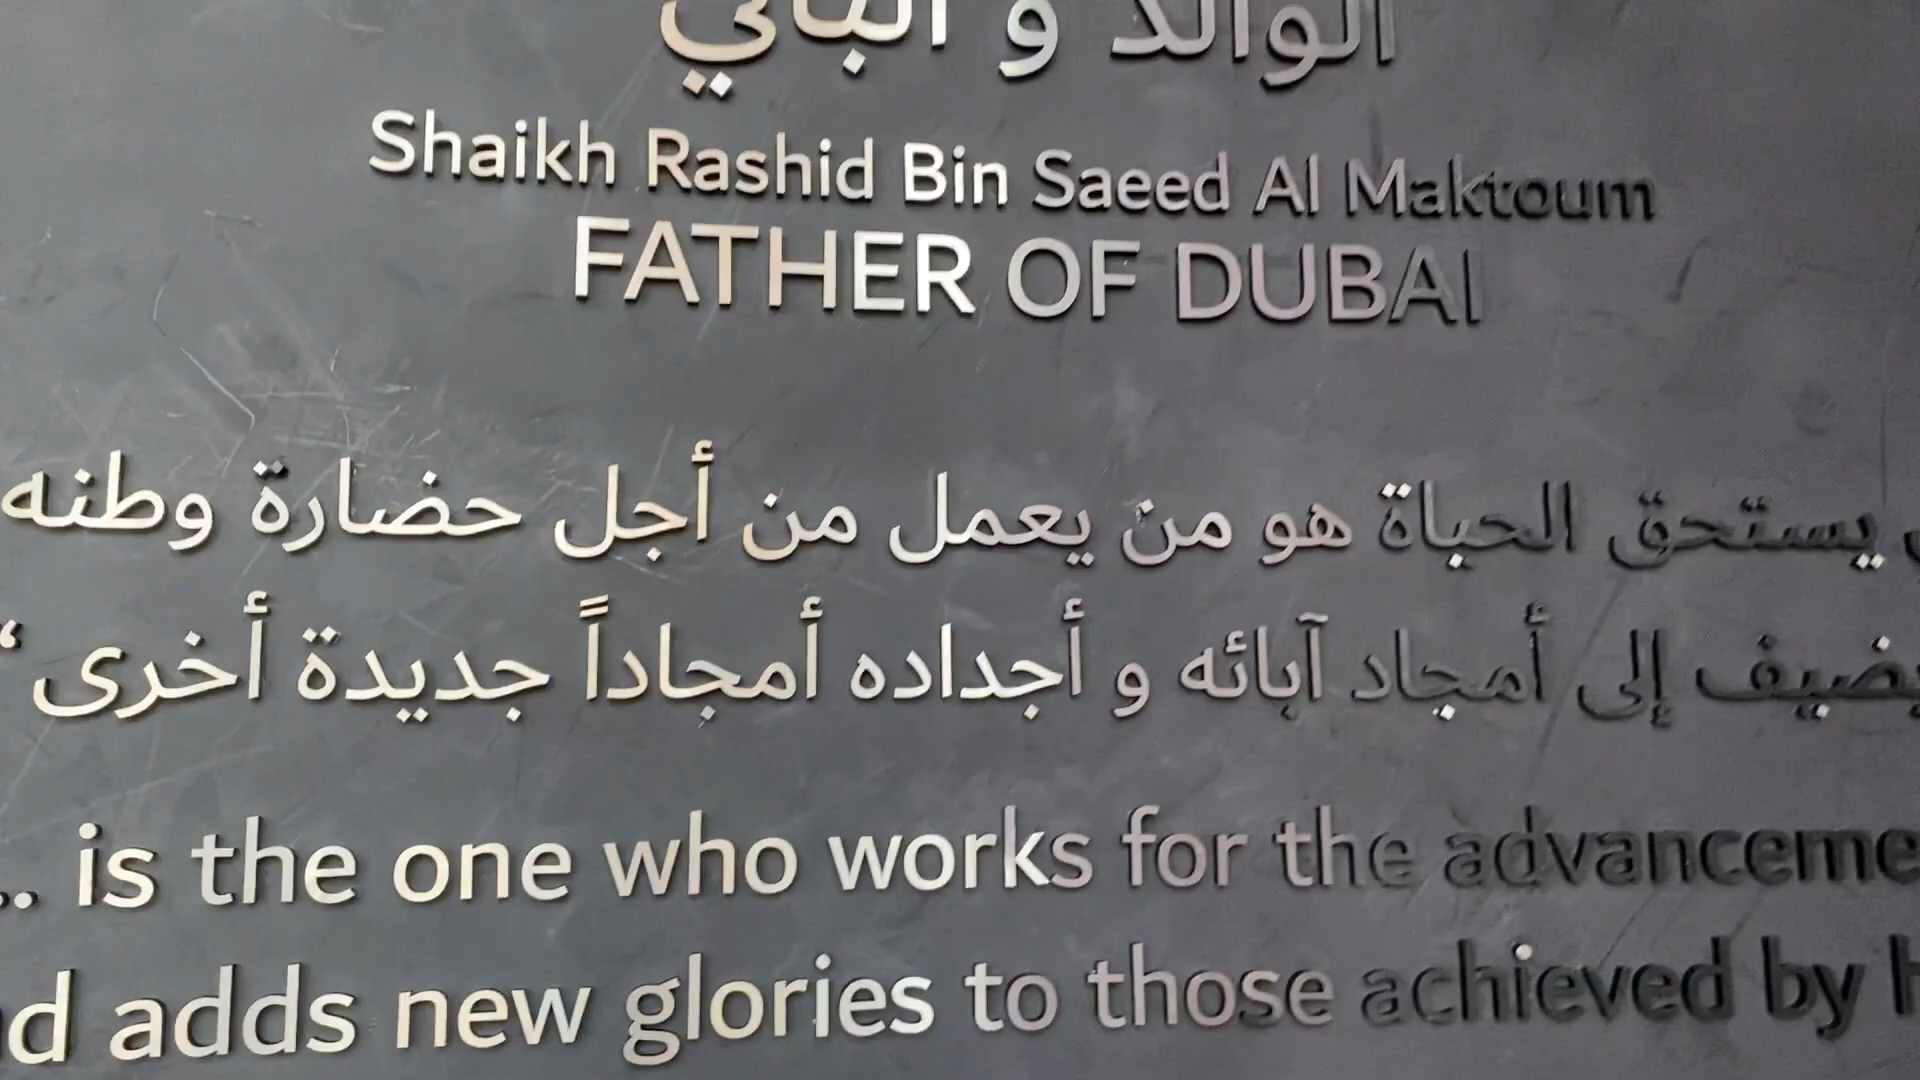 الوالد و الباني
Shaikh Rashid Bin Saeed Al Maktoum
FATHER OF DUBAI
يستحق الحياة هو من يعمل من أجل حضارة وطنه
يضيف إلى أمجاد آبائه و أجداده أمجاداً جديدة أخرى “
.. is the one who works for the
adds new glories to those achieved by